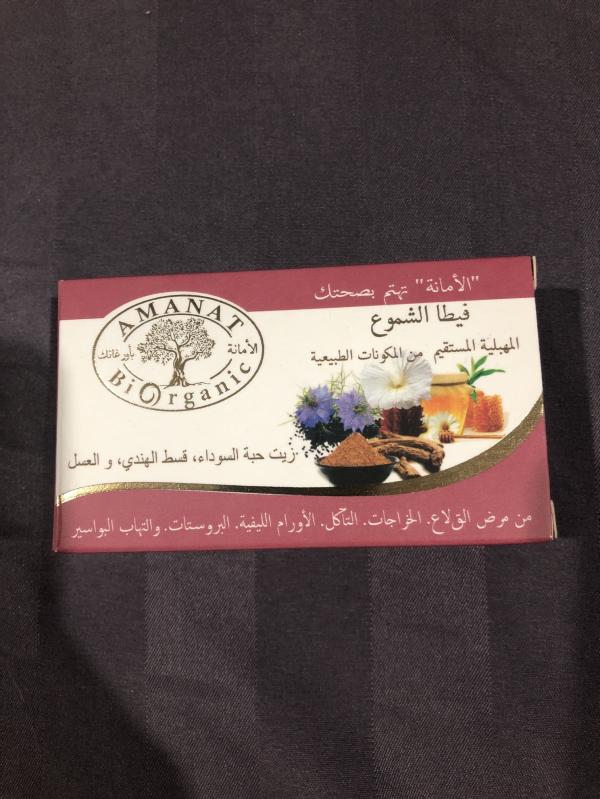 "الأمانة" تهتم بصحتك
فيطا الشموع
المهبلية المستقيم من المكونات الطبيعية
AMANAT
الأمانة
بأورغانك
BiOrganic
زيت حبة السوداء، قسط الهندي، و العسل
من مرض القلاع. الخراجات. التآكل. الأورام الليفية. البروستات. والتهاب البواسير